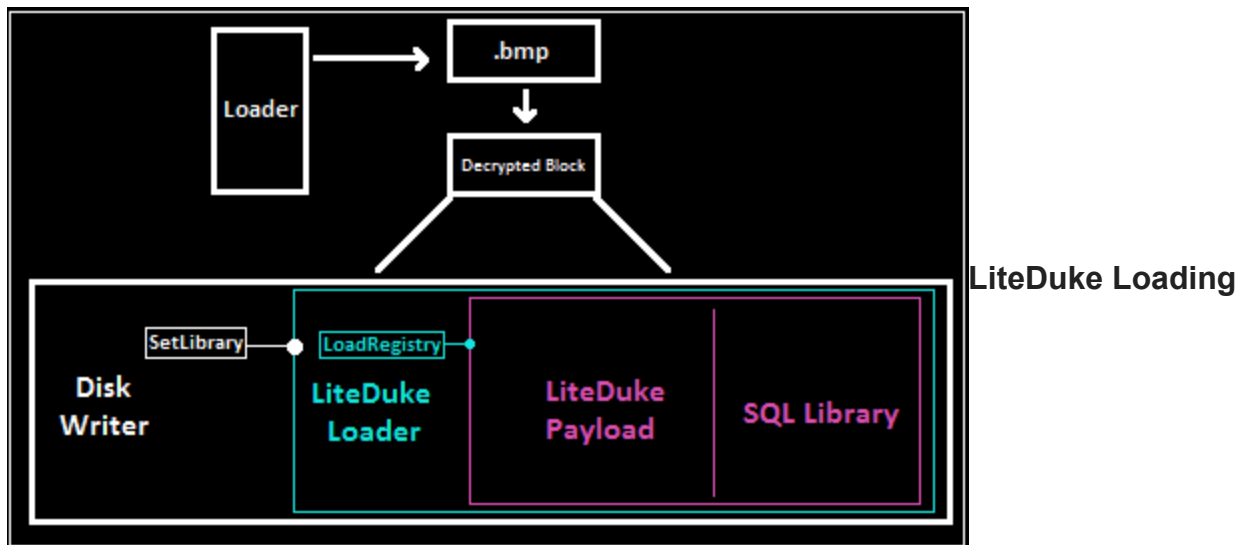 .bmp
Loader
Decrypted Block
LiteDuke Loading
SetLibrary
LoadRegistry
Disk
Writer
LiteDuke
Loader
LiteDuke
Payload
SQL Library